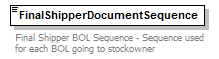 FinalShipperDocumentSequence
Final Shipper BOL Sequence - Sequence used
for each BOL going to stockowner